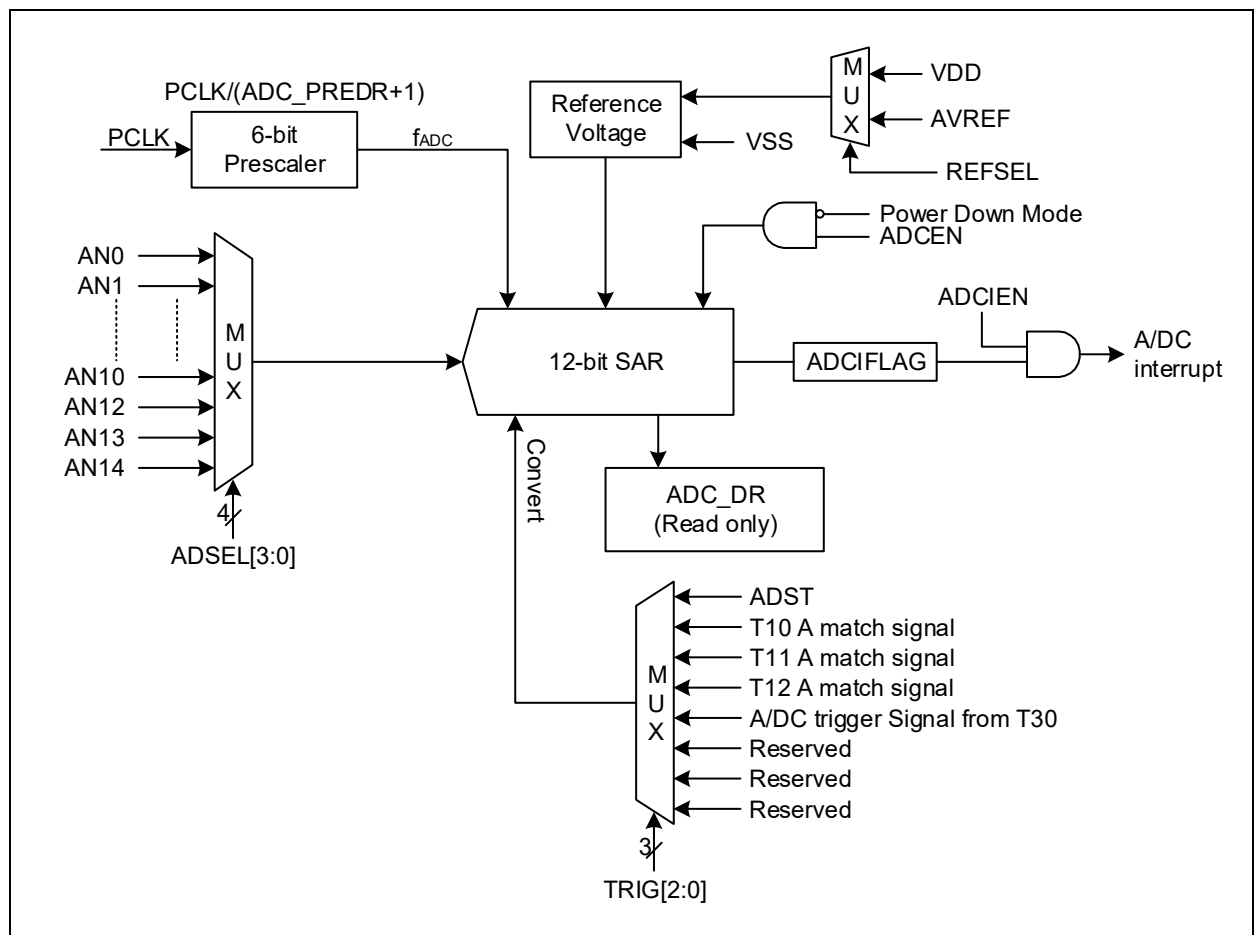 PCLK/(ADC_PREDR+1)
PCLK
6-bit
Prescaler
fADC
Reference
Voltage
MUX
VDD
AVREF
VSS
REFSEL
Power Down Mode
ADCEN
AN0
AN1
AN10
AN12
AN13
AN14
MUX
4
ADSEL[3:0]
12-bit SAR
ADCIFLAG
ADCIEN
A/DC
interrupt
Convert
ADC_DR
(Read only)
MUX
ADST
T10 A match signal
T11 A match signal
T12 A match signal
A/DC trigger Signal from T30
Reserved
Reserved
Reserved
3
TRIG[2:0]